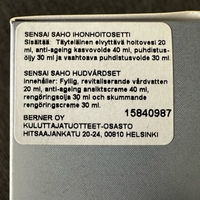 SENSAI SAHO IHONHOITOSETTI
Sisältää: Täyteläinen elvyttävä hoitovesi 20
ml, anti-ageing kasvovoide 40 ml, puhdistus-
öljy 30 ml ja vaahtoava puhdistusvoide 30 ml.
SENSAI SAHO HUDVÅRDSET
Innehåller: Fyllig, revitaliserande vårdvatten
20 ml, anti-ageing ansiktscreme 40 ml,
rengöringsolja 30 ml och skummande
rengöringscreme 30 ml.
15840987
BERNER OY
KULUTTAJATUOTTEET-OSASTO
HITSAAJANKATU 20-24, 00810 HELSINKI